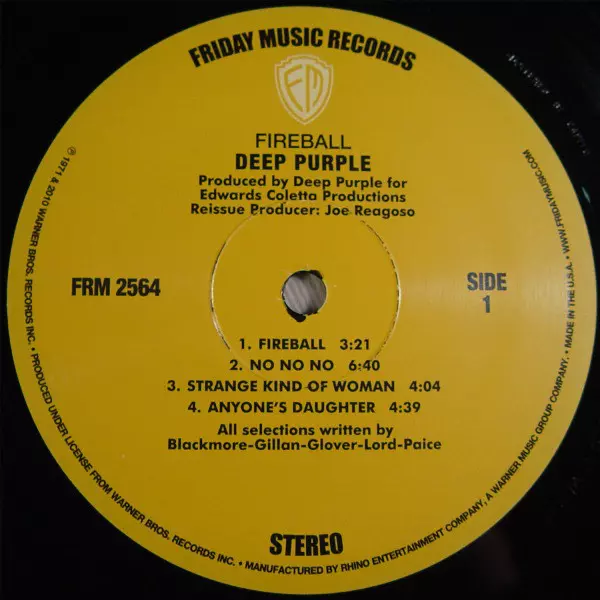 FRIDAY MUSIC RECORDS
FM
FIREBALL
DEEP PURPLE
Produced by Deep Purple for
Edwards Coletta Productions
Reissue Producer: Joe Reagoso
FRM 2564
SIDE
1
1. FIREBALL 3:21
2. NO NO NO 6:40
3. STRANGE KIND OF WOMAN 4:04
4. ANYONE'S DAUGHTER 4:39
All selections written by
Blackmore-Gillan-Glover-Lord-Paice
STEREO
℗ 1971 & 2010 WARNER BROS. RECORDS INC. • PRODUCED UNDER LICENSE FROM WARNER BROS. RECORDS INC. • MANUFACTURED BY RHINO ENTERTAINMENT COMPANY, A WARNER MUSIC GROUP COMPANY. • MADE IN THE U.S.A. • WWW.FRIDAYMUSIC.COM